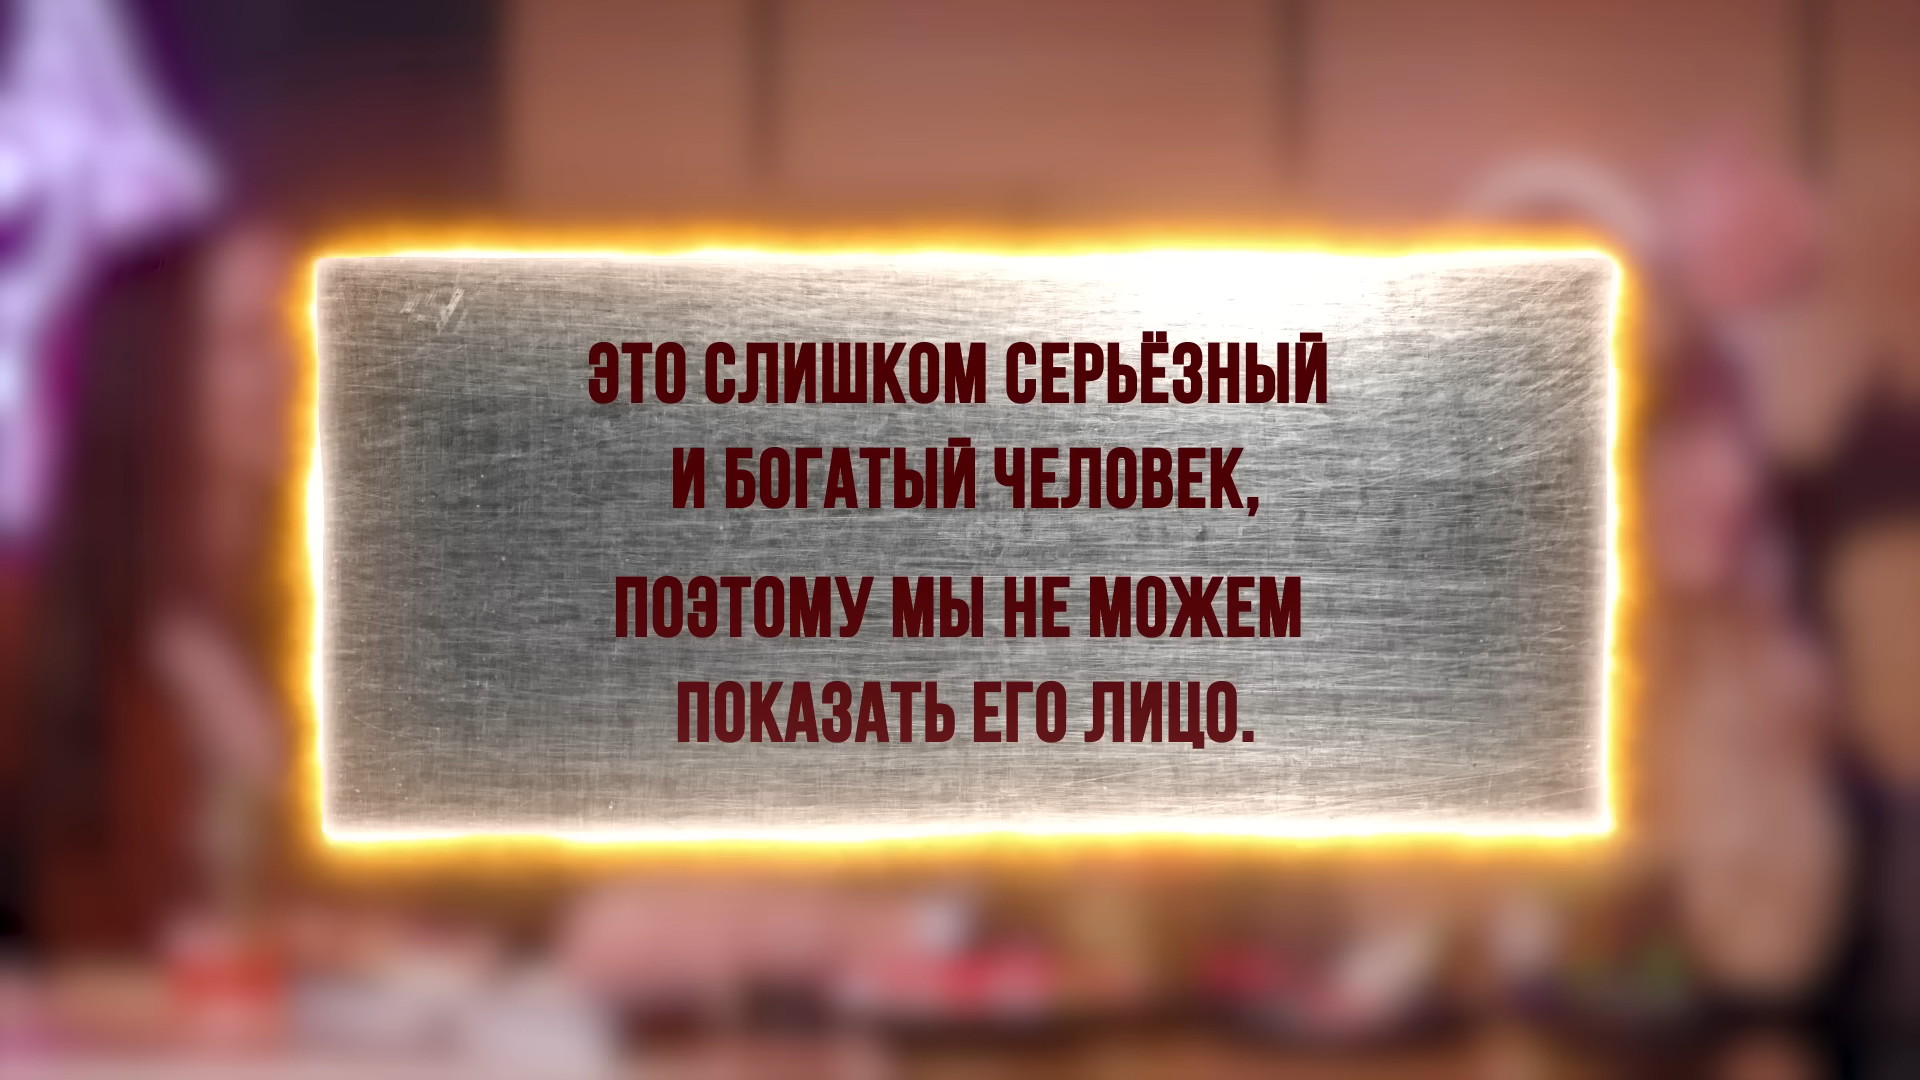 ЭТО СЛИШКОМ СЕРЬЁЗНЫЙ
И БОГАТЫЙ ЧЕЛОВЕК,
ПОЭТОМУ МЫ НЕ МОЖЕМ
ПОКАЗАТЬ ЕГО ЛИЦО.